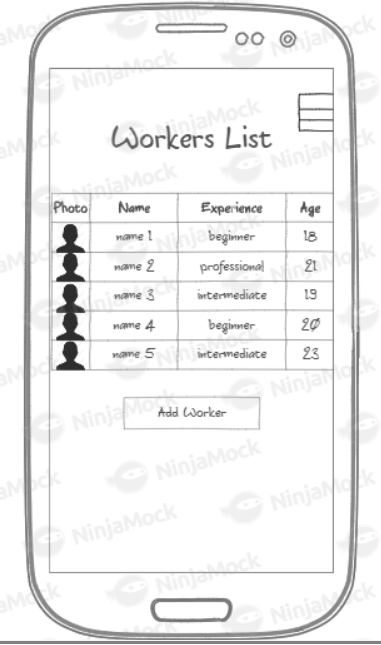 Workers List
Photo Name Experience Age
name 1 beginner 18
name 2 professional 21
name 3 intermediate 19
name 4 beginner 20
name 5 intermediate 23
Add Worker
NinjaMock